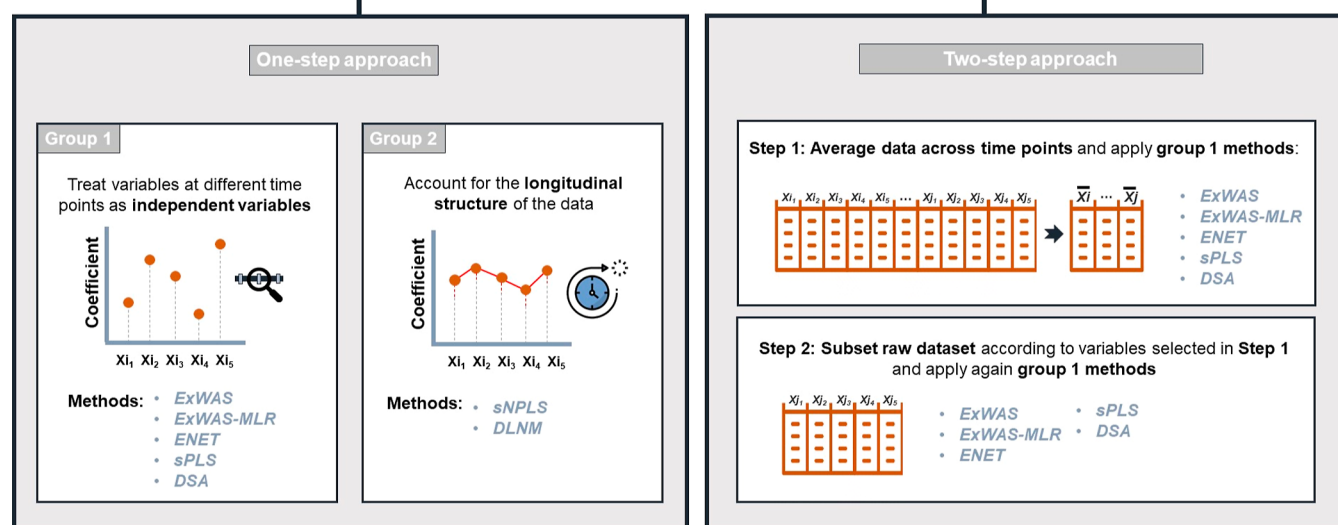 One-step approach
Group 1
Treat variables at different time
points as independent variables
Coefficient
Xi₁ Xi₂ Xi₃ Xi₄ Xi₅
Methods:
• ExWAS
• ExWAS-MLR
• ENET
• sPLS
• DSA
Group 2
Account for the longitudinal
structure of the data
Coefficient
Xi₁ Xi₂ Xi₃ Xi₄ Xi₅
Methods:
• sNPLS
• DLNM
Two-step approach
Step 1: Average data across time points and apply group 1 methods:
Xi₁ Xi₂ Xi₃ Xi₄ Xi₅ ... Xj₁ Xj₂ Xj₃ Xj₄ Xj₅
X̅i ... X̅j
• ExWAS
• ExWAS-MLR
• ENET
• sPLS
• DSA
Step 2: Subset raw dataset according to variables selected in Step 1
and apply again group 1 methods
Xj₁ Xj₂ Xj₃ Xj₄ Xj₅
• ExWAS
• ExWAS-MLR
• ENET
• sPLS
• DSA